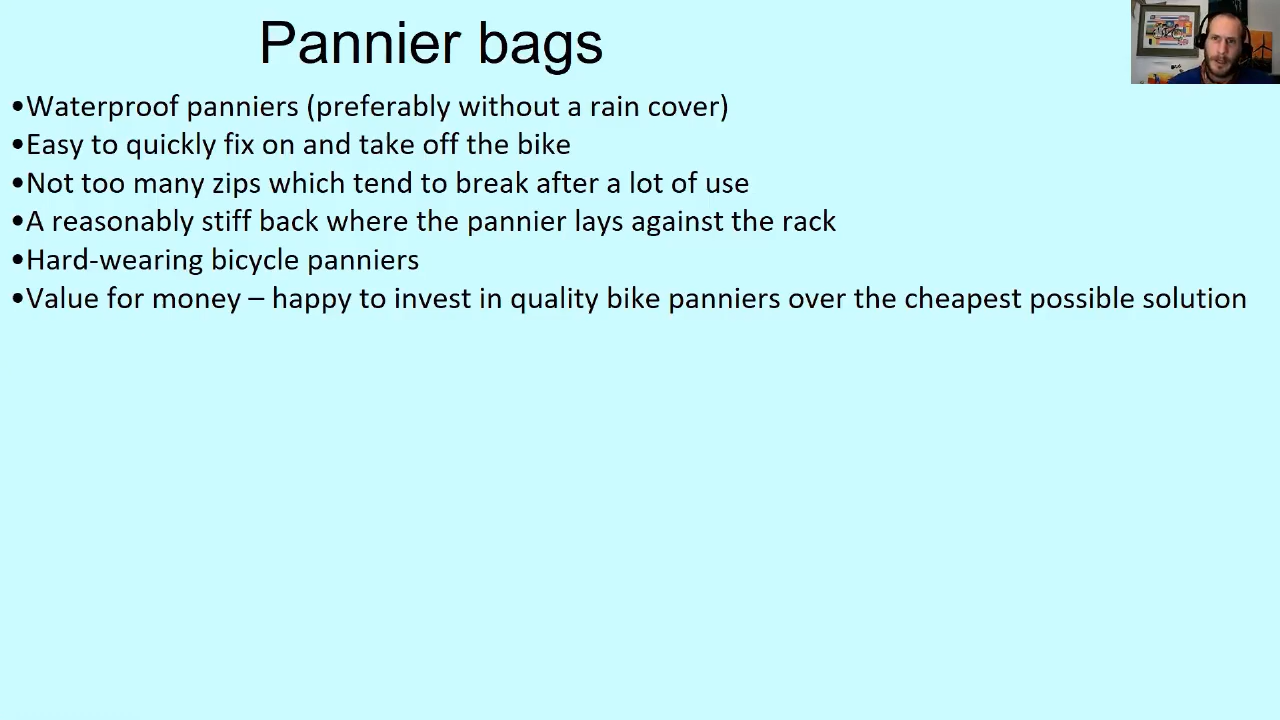 Pannier bags
•Waterproof panniers (preferably without a rain cover)
•Easy to quickly fix on and take off the bike
•Not too many zips which tend to break after a lot of use
•A reasonably stiff back where the pannier lays against the rack
•Hard-wearing bicycle panniers
•Value for money – happy to invest in quality bike panniers over the cheapest possible solution